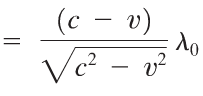 = (c − v) / √(c² − v²) λ₀